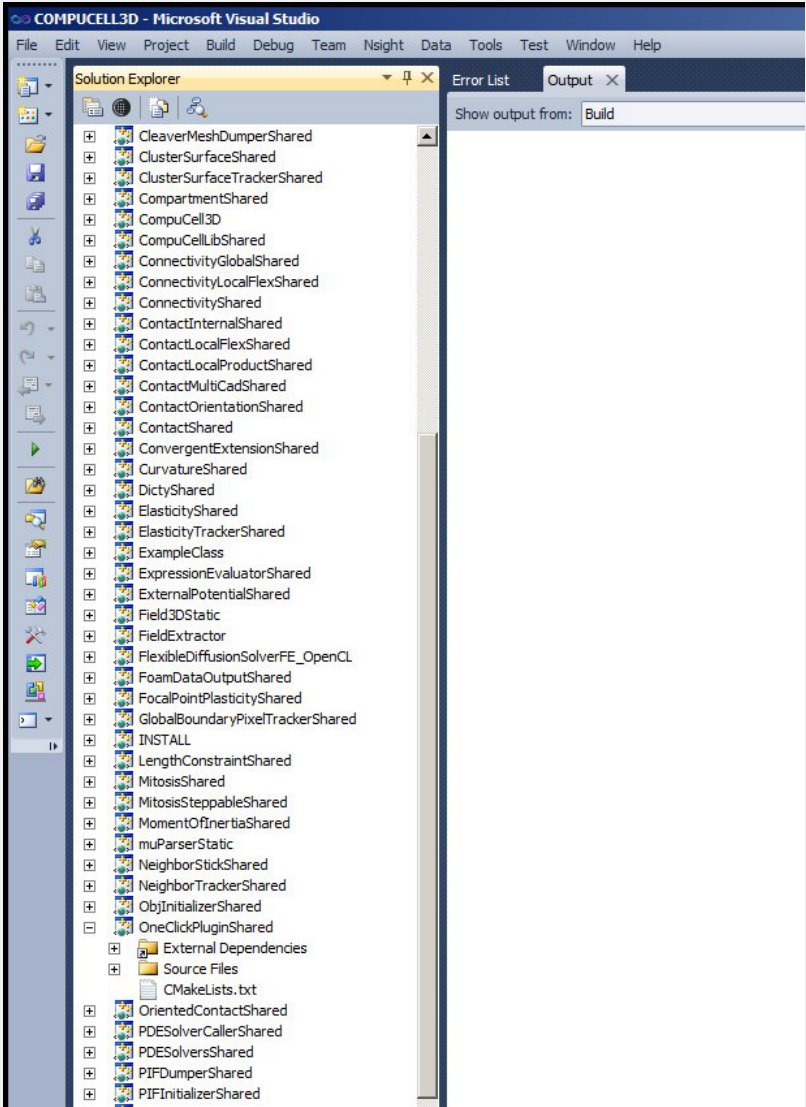 COMPUCELL3D - Microsoft Visual Studio
File Edit View Project Build Debug Team Nsight Data Tools Test Window Help
Solution Explorer
Error List Output
Show output from: Build
CleaverMeshDumperShared
ClusterSurfaceShared
ClusterSurfaceTrackerShared
CompartmentShared
CompuCell3D
CompuCellLibShared
ConnectivityGlobalShared
ConnectivityLocalFlexShared
ConnectivityShared
ContactInternalShared
ContactLocalFlexShared
ContactLocalProductShared
ContactMultiCadShared
ContactOrientationShared
ContactShared
ConvergentExtensionShared
CurvatureShared
DictyShared
ElasticityShared
ElasticityTrackerShared
ExampleClass
ExpressionEvaluatorShared
ExternalPotentialShared
Field3DStatic
FieldExtractor
FlexibleDiffusionSolverFE_OpenCL
FoamDataOutputShared
FocalPointPlasticityShared
GlobalBoundaryPixelTrackerShared
INSTALL
LengthConstraintShared
MitosisShared
MitosisSteppableShared
MomentOfInertiaShared
muParserStatic
NeighborStickShared
NeighborTrackerShared
ObjInitializerShared
OneClickPluginShared
External Dependencies
Source Files
CMakeLists.txt
OrientedContactShared
PDESolverCallerShared
PDESolversShared
PIFDumperShared
PIFInitializerShared